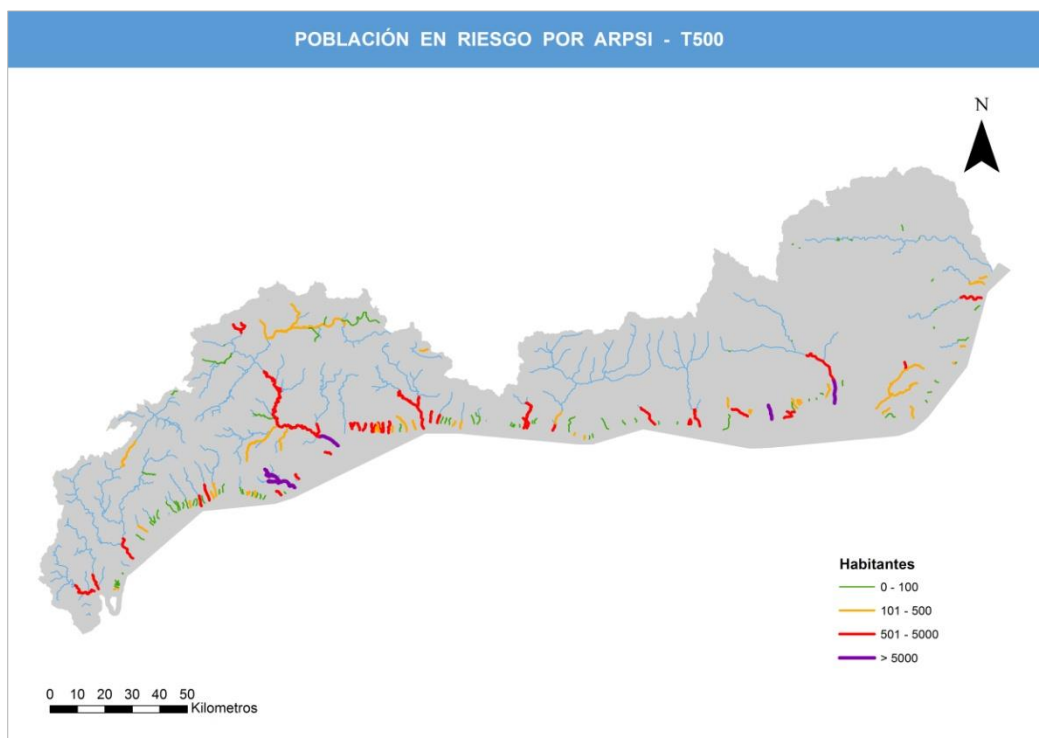 POBLACIÓN EN RIESGO POR ARPSI - T500
N
Habitantes
0 - 100
101 - 500
501 - 5000
> 5000
0 10 20 30 40 50
Kilometros